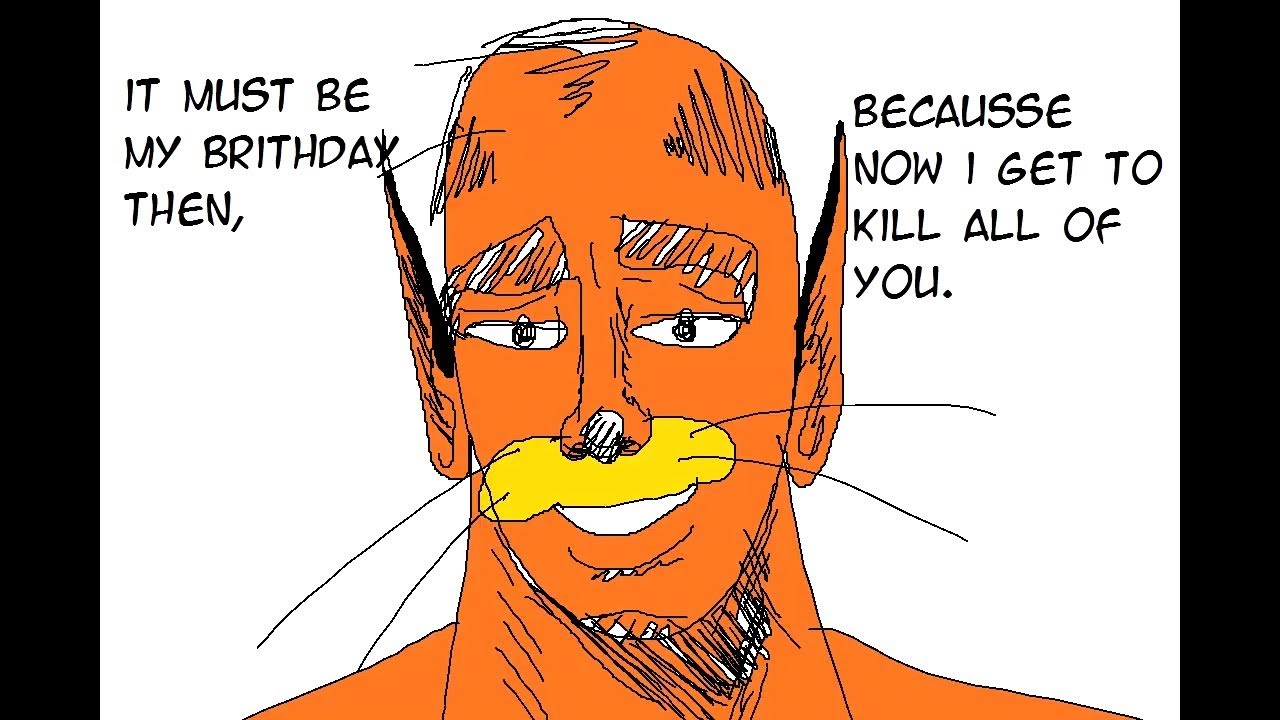 IT MUST BE
MY BRITHDAY
THEN,
BECAUSSE
NOW I GET TO
KILL ALL OF
YOU.